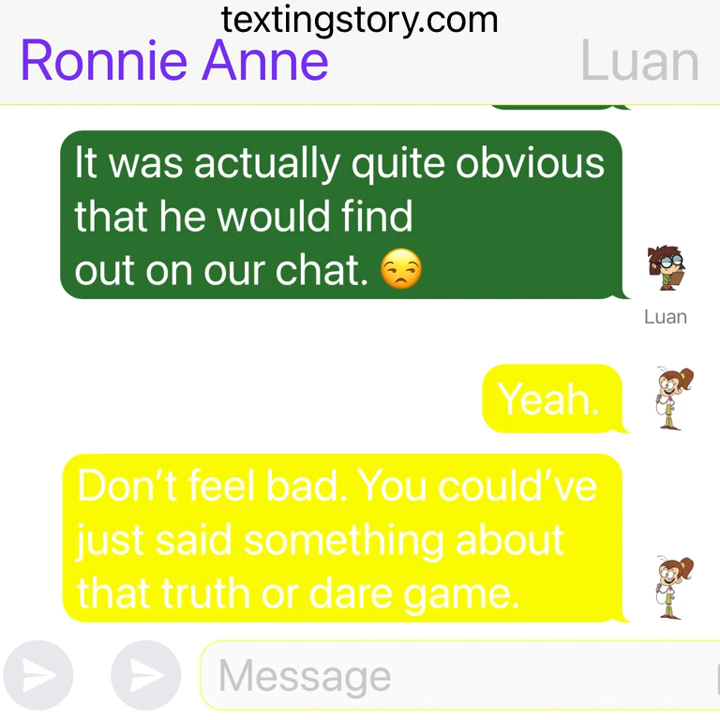 textingstory.com
Ronnie Anne
Luan
It was actually quite obvious
that he would find
out on our chat. 😒
Luan
Yeah.
Don’t feel bad. You could’ve
just said something about
that truth or dare game.
Message